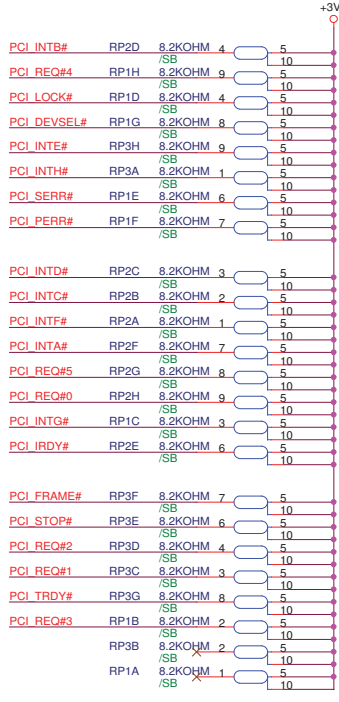 +3V
PCI_INTB# RP2D 8.2KOHM 4 5
/SB 10
PCI_REQ#4 RP1H 8.2KOHM 9 5
/SB 10
PCI_LOCK# RP1D 8.2KOHM 4 5
/SB 10
PCI_DEVSEL# RP1G 8.2KOHM 8 5
/SB 10
PCI_INTE# RP3H 8.2KOHM 9 5
/SB 10
PCI_INTH# RP3A 8.2KOHM 1 5
/SB 10
PCI_SERR# RP1E 8.2KOHM 6 5
/SB 10
PCI_PERR# RP1F 8.2KOHM 7 5
/SB 10
PCI_INTD# RP2C 8.2KOHM 3 5
/SB 10
PCI_INTC# RP2B 8.2KOHM 2 5
/SB 10
PCI_INTF# RP2A 8.2KOHM 1 5
/SB 10
PCI_INTA# RP2F 8.2KOHM 7 5
/SB 10
PCI_REQ#5 RP2G 8.2KOHM 8 5
/SB 10
PCI_REQ#0 RP2H 8.2KOHM 9 5
/SB 10
PCI_INTG# RP1C 8.2KOHM 3 5
/SB 10
PCI_IRDY# RP2E 8.2KOHM 6 5
/SB 10
PCI_FRAME# RP3F 8.2KOHM 7 5
/SB 10
PCI_STOP# RP3E 8.2KOHM 6 5
/SB 10
PCI_REQ#2 RP3D 8.2KOHM 4 5
/SB 10
PCI_REQ#1 RP3C 8.2KOHM 3 5
/SB 10
PCI_TRDY# RP3G 8.2KOHM 8 5
/SB 10
PCI_REQ#3 RP1B 8.2KOHM 2 5
/SB 10
RP3B 8.2KOHM 2 5
/SB 10
RP1A 8.2KOHM 1 5
/SB 10